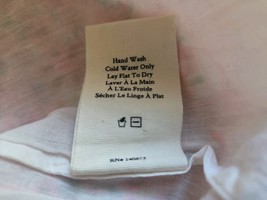 Hand Wash
Cold Water Only
Lay Flat To Dry
Laver À La Main
À L'Eau Froide
Sécher Le Linge À Plat